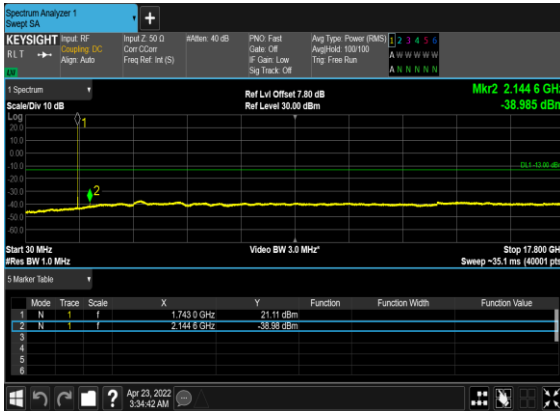 Spectrum Analyzer 1
Swept SA
+
KEYSIGHT Input: RF Input Z: 50 Ω #Atten: 40 dB PNO: Fast Avg Type: Power (RMS) 1 2 3 4 5 6
RLT Coupling: DC Corr CCorr Gate: Off Avg|Hold: 100/100 A W W W W W
Align: Auto Freq Ref: Int (S) IF Gain: Low Trig: Free Run
LXI Sig Track: Off A N N N N N
1 Spectrum Ref Lvl Offset 7.80 dB Mkr2 2.144 6 GHz
Scale/Div 10 dB Ref Level 30.00 dBm -38.985 dBm
Log
20.0
10.0
0.00
-10.0
-20.0
-30.0
-40.0
-50.0
-60.0
1
2
DL1 -13.00 dBm
Start 30 MHz Video BW 3.0 MHz* Stop 17.800 GHz
#Res BW 1.0 MHz Sweep ~35.1 ms (40001 pts)
5 Marker Table
Mode Trace Scale X Y Function Function Width Function Value
1 N 1 f 1.743 0 GHz 21.11 dBm
2 N 1 f 2.144 6 GHz -38.98 dBm
3
4
5
6
? Apr 23, 2022
3:34:42 AM